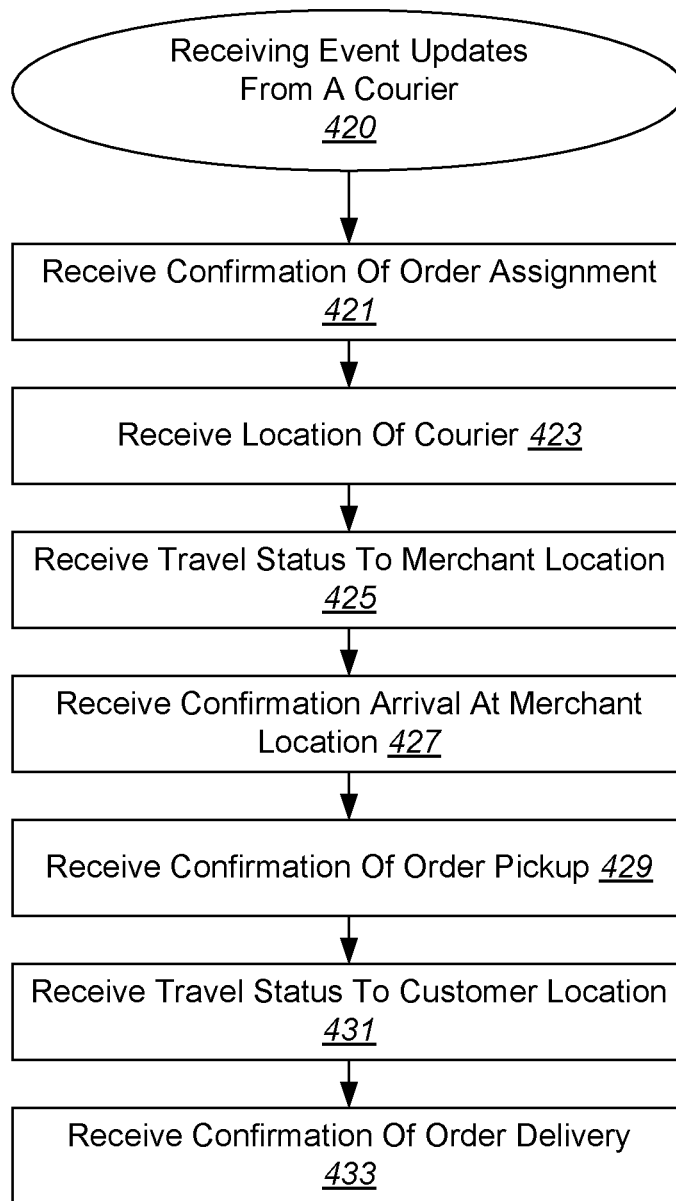 Receiving Event Updates
From A Courier
420
Receive Confirmation Of Order Assignment
421
Receive Location Of Courier 423
Receive Travel Status To Merchant Location
425
Receive Confirmation Arrival At Merchant
Location 427
Receive Confirmation Of Order Pickup 429
Receive Travel Status To Customer Location
431
Receive Confirmation Of Order Delivery
433